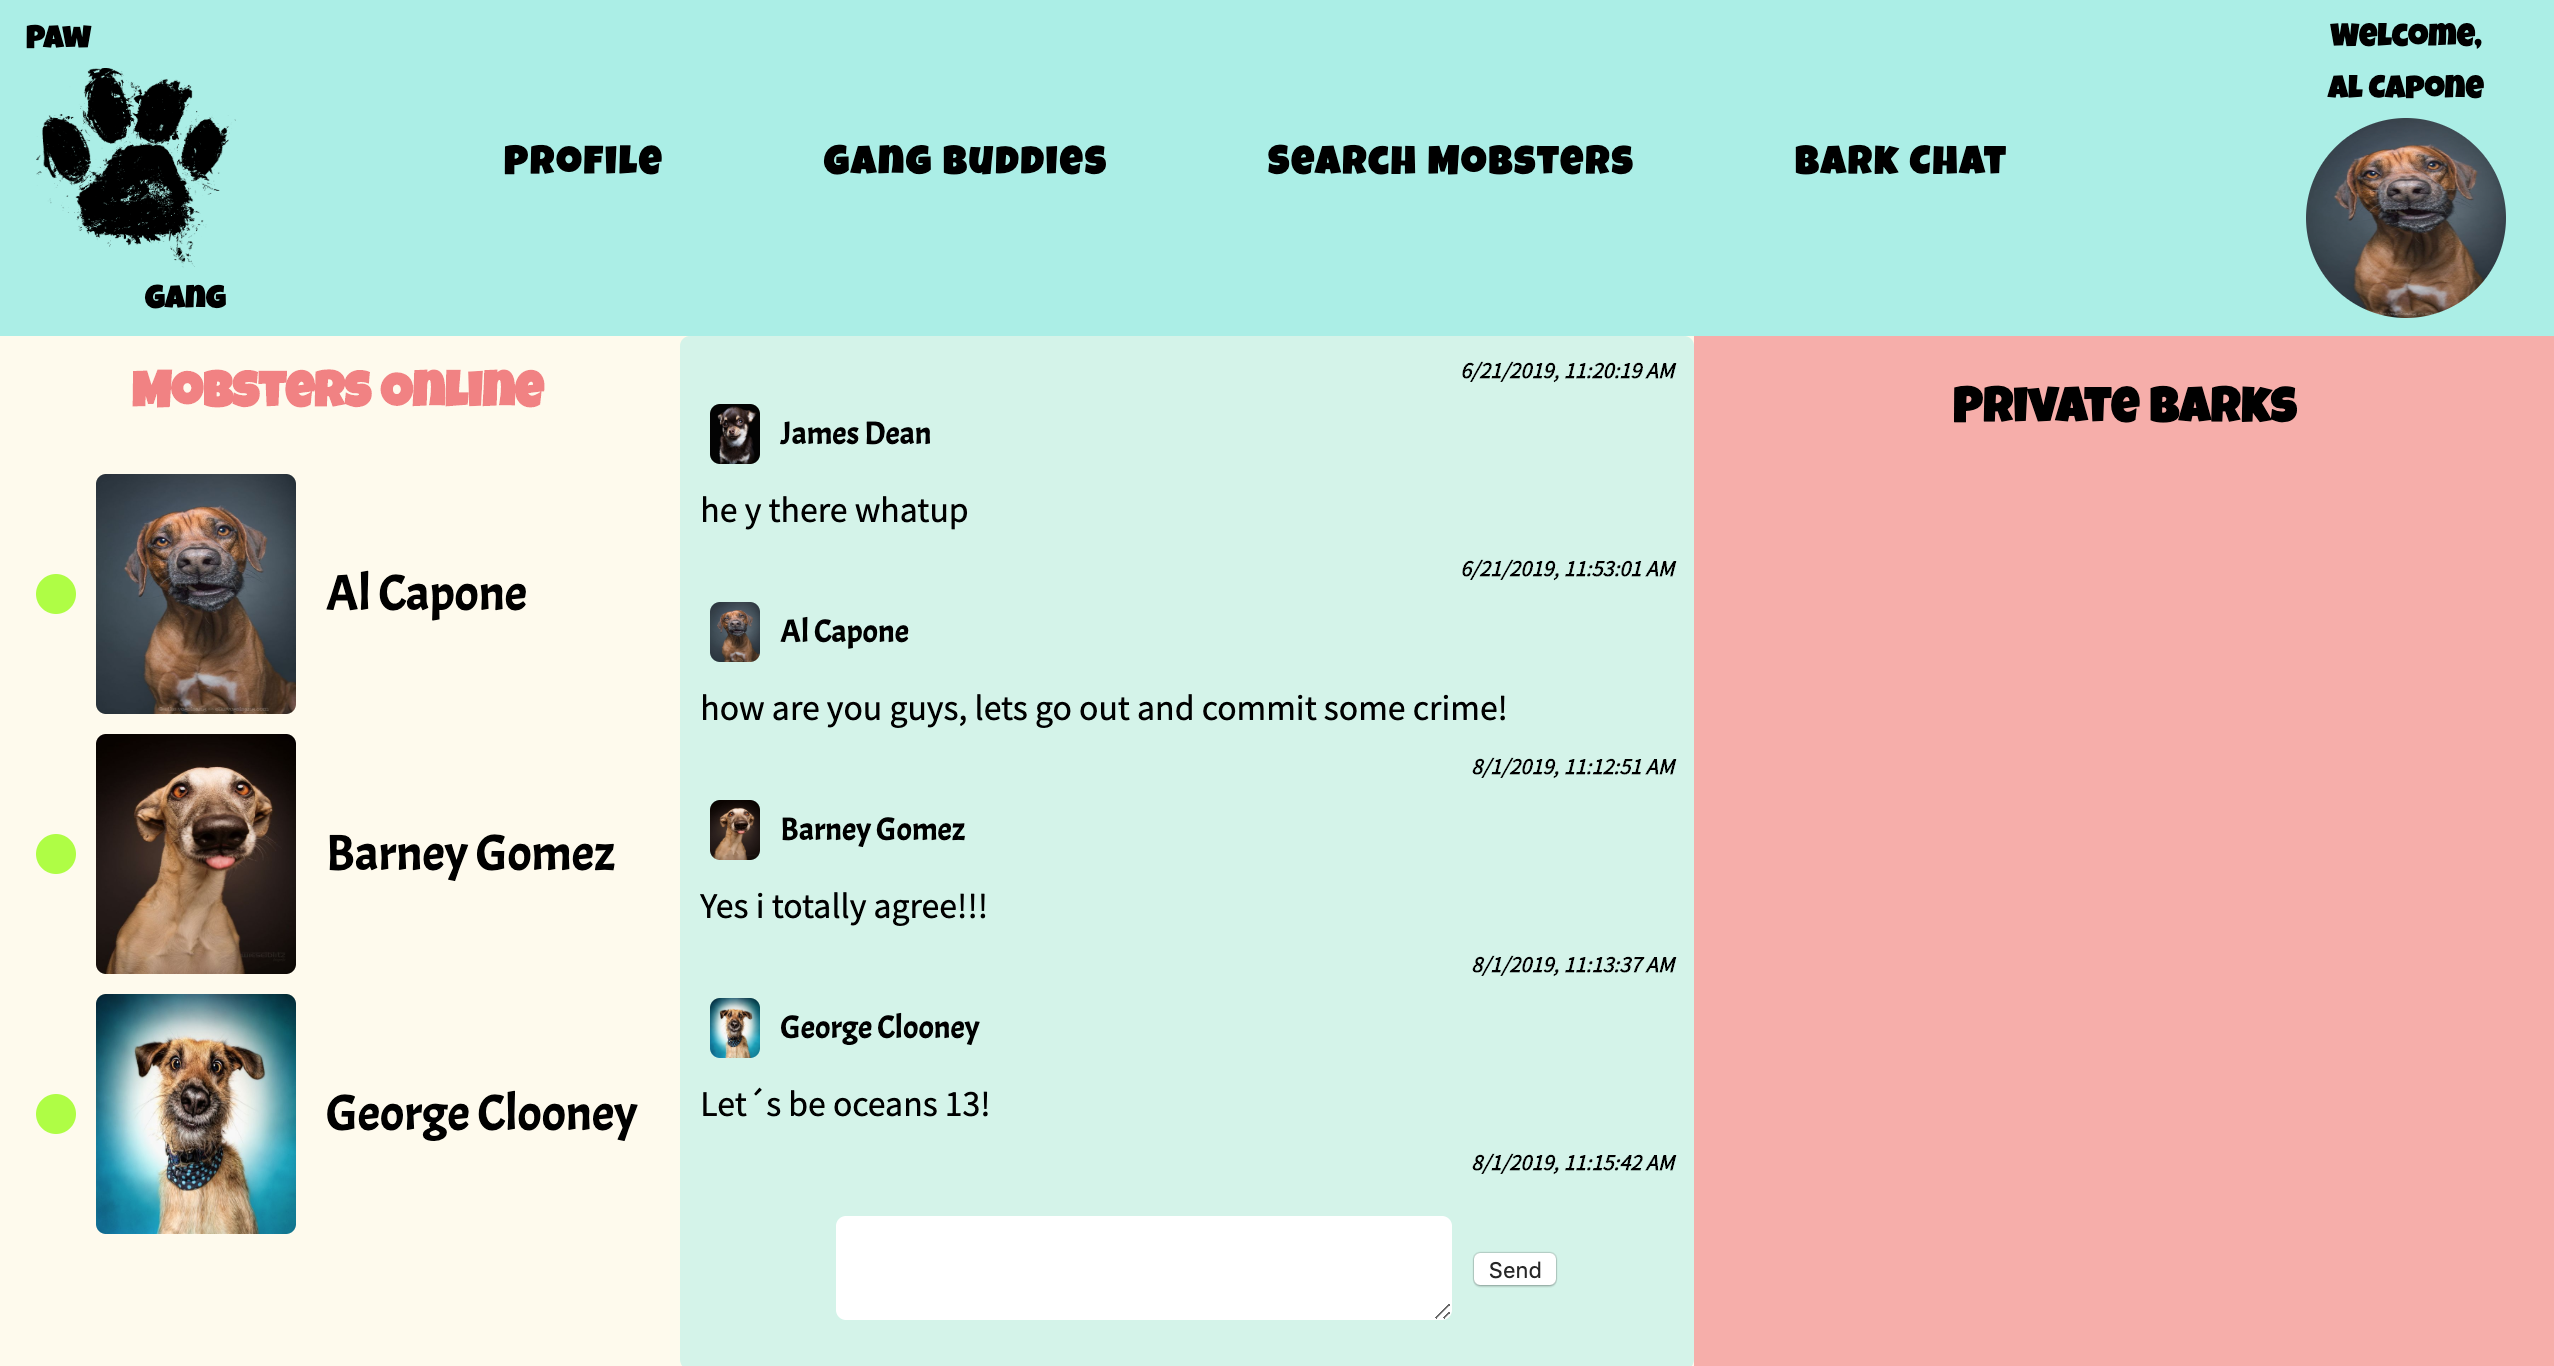 PAW
GANG
PROFILE
GANG BUDDIES
SEARCH MOBSTERS
BARK CHAT
Welcome,
Al Capone
Mobsters Online
Al Capone
Barney Gomez
George Clooney
6/21/2019, 11:20:19 AM
James Dean
he y there whatup
6/21/2019, 11:53:01 AM
Al Capone
how are you guys, lets go out and commit some crime!
8/1/2019, 11:12:51 AM
Barney Gomez
Yes i totally agree!!!
8/1/2019, 11:13:37 AM
George Clooney
Let´s be oceans 13!
8/1/2019, 11:15:42 AM
Send
Private Barks